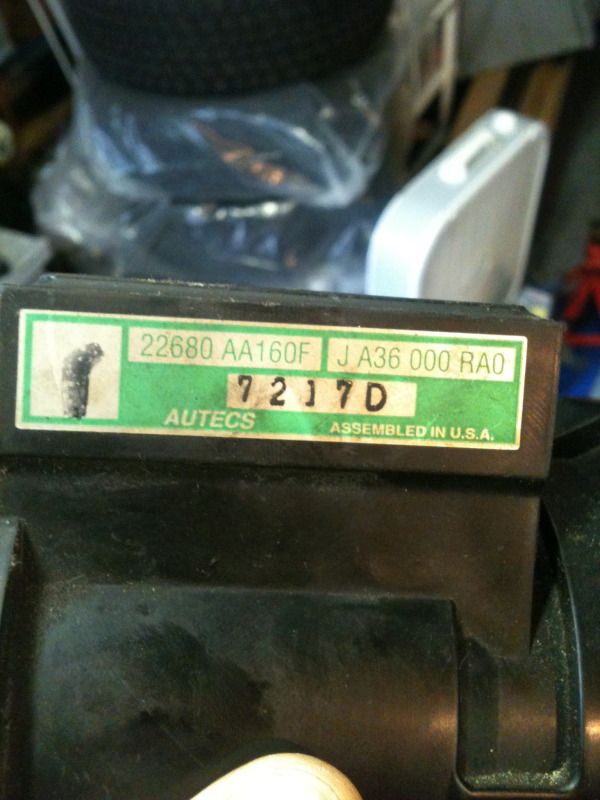 22680 AA160F J A36 000 RA0
7217D
AUTECS ASSEMBLED IN U.S.A.